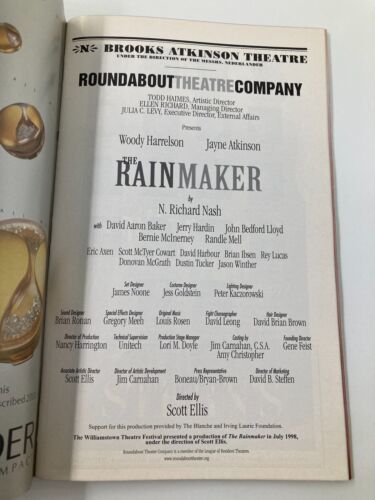 N
BROOKS ATKINSON THEATRE
UNDER THE DIRECTION OF THE MESSRS. NEDERLANDER
ROUNDABOUTTHEATRECOMPANY
TODD HAIMES, Artistic Director
ELLEN RICHARD, Managing Director
JULIA C. LEVY, Executive Director, External Affairs
Presents
Woody Harrelson Jayne Atkinson
THE
RAINMAKER
by
N. Richard Nash
with David Aaron Baker Jerry Hardin John Bedford Lloyd
Bernie McInerney Randle Mell
Eric Axen Scott McTyer Cowart David Harbour Brian Ibsen Rey Lucas
Donovan McGrath Dustin Tucker Jason Winther
Set Designer Costume Designer Lighting Designer
James Noone Jess Goldstein Peter Kaczorowski
Sound Designer Special Effects Designer Original Music Fight Choreographer Hair Designer
Brian Ronan Gregory Meeh Louis Rosen David Leong David Brian Brown
Director of Production Technical Supervision Production Stage Manager Casting by Founding Director
Nancy Harrington Unitech Lori M. Doyle Jim Carnahan, C.S.A. Gene Feist
Amy Christopher
Associate Artistic Director Director of Artistic Development Press Representative Director of Marketing
Scott Ellis Jim Carnahan Boneau/Bryan-Brown David B. Steffen
Directed by
Scott Ellis
Support for this production provided by The Blanche and Irving Laurie Foundation.
The Williamstown Theatre Festival presented a production of The Rainmaker in July 1998,
under the direction of Scott Ellis.
Roundabout Theatre Company is a member of the League of Resident Theatres.
www.roundabouttheatre.org
this
scribed 20
DER
MPAC